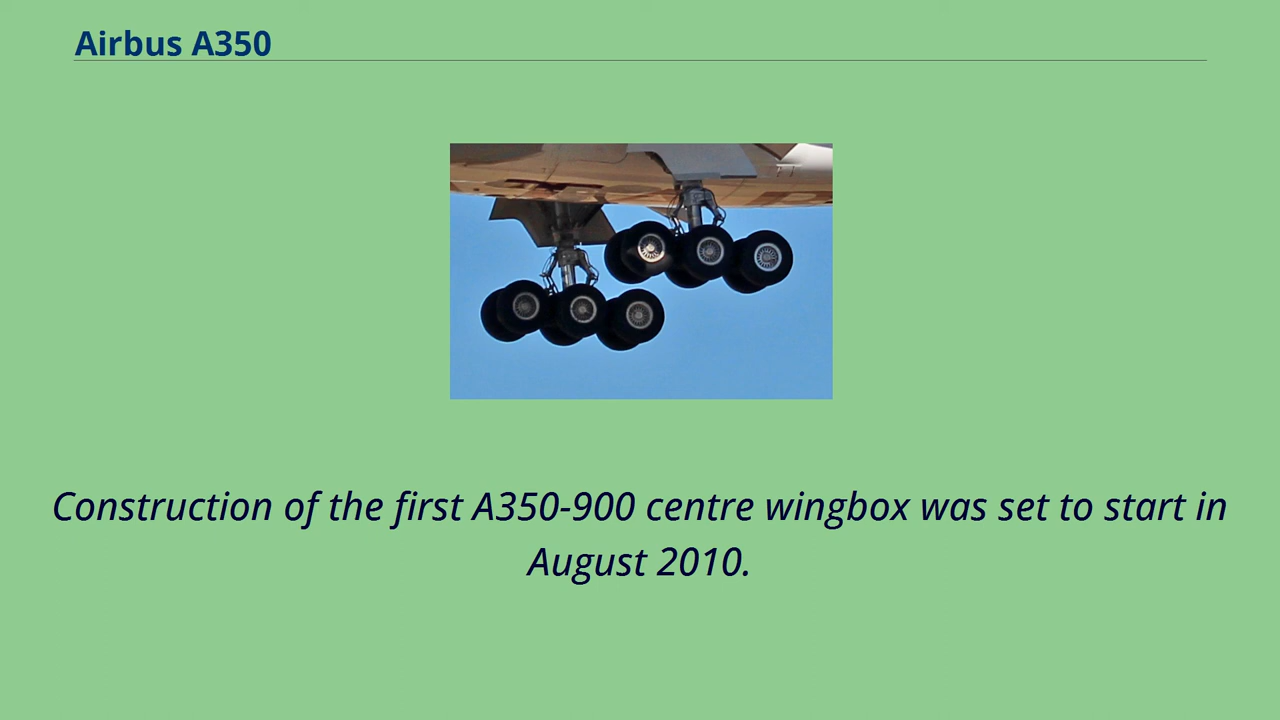 Airbus A350
Construction of the first A350-900 centre wingbox was set to start in
August 2010.